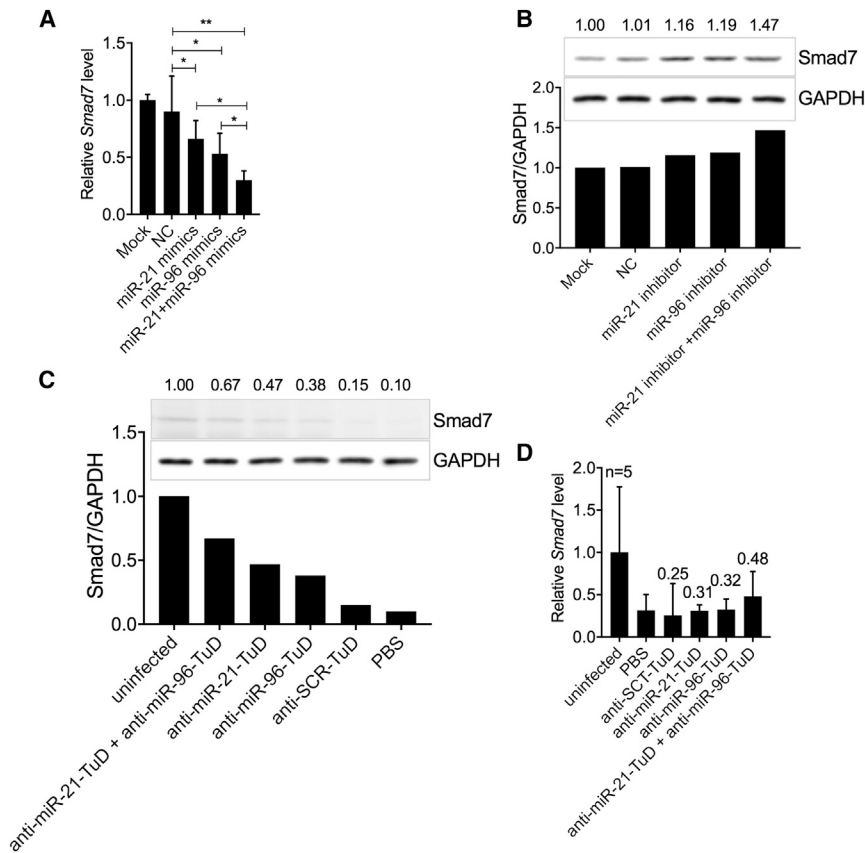 A
**
*
*
*
*
Relative Smad7 level
1.5
1.0
0.5
0.0
Mock
NC
miR-21 mimics
miR-96 mimics
miR-21+miR-96 mimics
B
1.00 1.01 1.16 1.19 1.47
Smad7
GAPDH
Smad7/GAPDH
2.0
1.5
1.0
0.5
0.0
Mock
NC
miR-21 inhibitor
miR-96 inhibitor
miR-21 inhibitor +miR-96 inhibitor
C
1.00 0.67 0.47 0.38 0.15 0.10
Smad7
GAPDH
Smad7/GAPDH
1.5
1.0
0.5
0.0
uninfected
anti-miR-21-TuD + anti-miR-96-TuD
anti-miR-21-TuD
anti-miR-96-TuD
anti-SCR-TuD
PBS
D
Relative Smad7 level
2.0
1.5
1.0
0.5
0.0
n=5
0.25
0.31
0.32
0.48
uninfected
PBS
anti-SCT-TuD
anti-miR-21-TuD
anti-miR-96-TuD
anti-miR-21-TuD + anti-miR-96-TuD